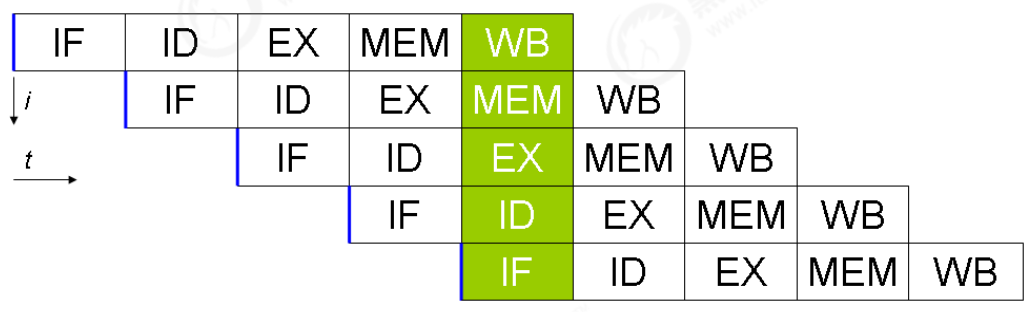 IF ID EX MEM WB
i IF ID EX MEM WB
t IF ID EX MEM WB
IF ID EX MEM WB
IF ID EX MEM WB